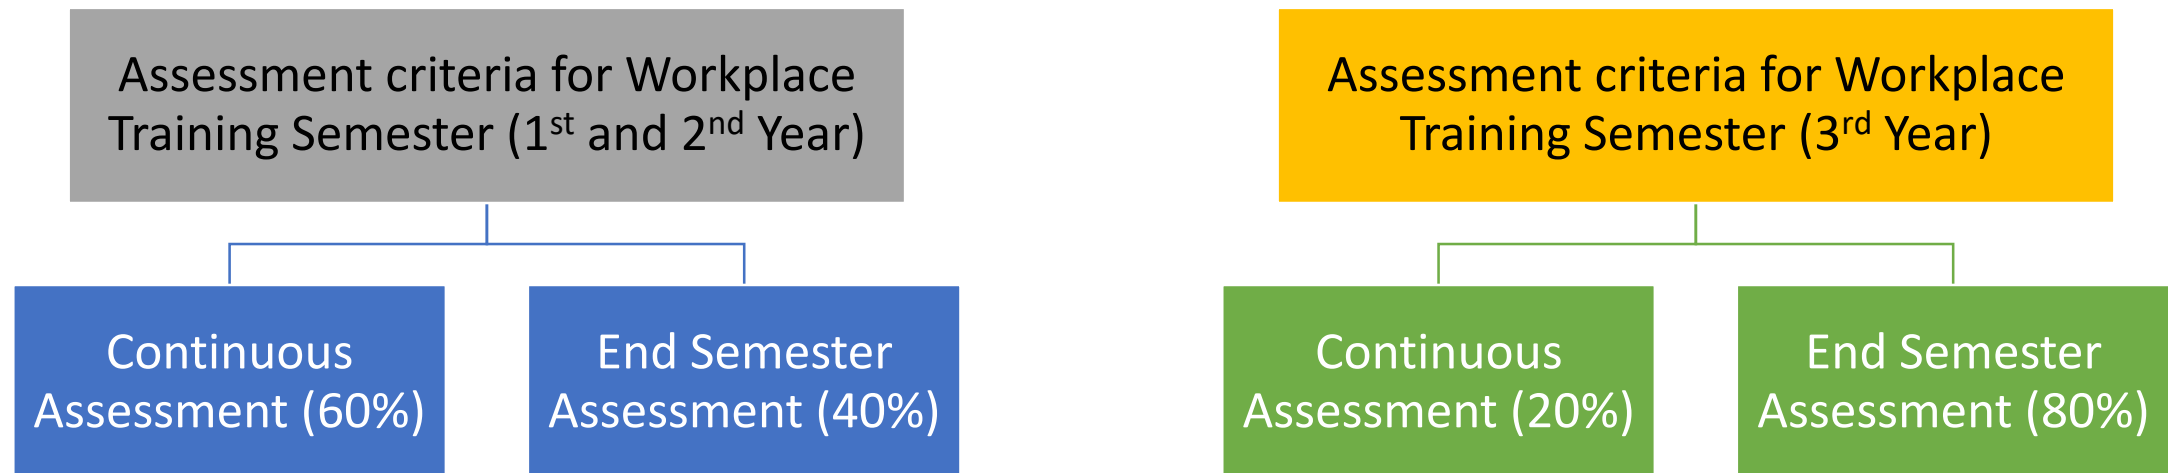 Assessment criteria for Workplace
Training Semester (1st and 2nd Year)
Continuous
Assessment (60%)
End Semester
Assessment (40%)
Assessment criteria for Workplace
Training Semester (3rd Year)
Continuous
Assessment (20%)
End Semester
Assessment (80%)